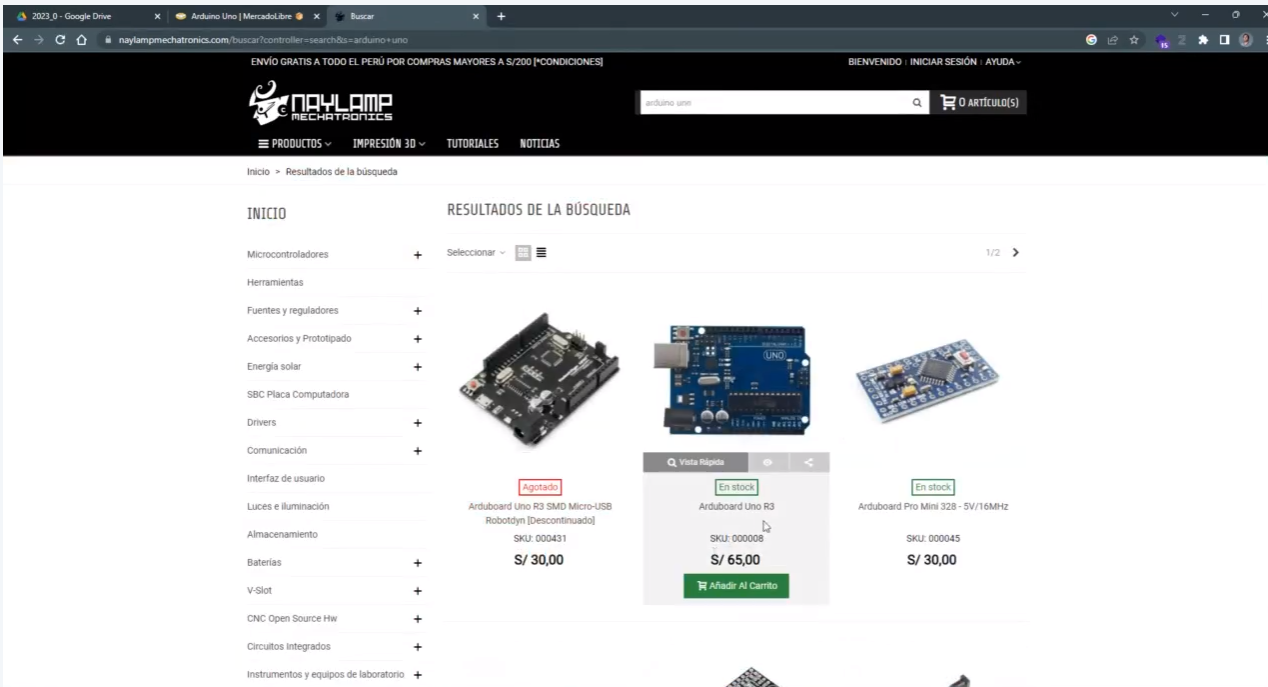 2023_0 - Google Drive
Arduino Uno | MercadoLibre
Buscar
naylampmechatronics.com/buscar?controller=search&s=arduino+uno
15
ENVÍO GRATIS A TODO EL PERÚ POR COMPRAS MAYORES A S/200 [*CONDICIONES]
BIENVENIDO
INICIAR SESIÓN
AYUDA
NAYLAMP
MECHATRONICS
arduino uno
0 ARTÍCULO(S)
PRODUCTOS
IMPRESIÓN 3D
TUTORIALES
NOTICIAS
Inicio > Resultados de la búsqueda
INICIO
Microcontroladores +
Herramientas
Fuentes y reguladores +
Accesorios y Prototipado +
Energía solar +
SBC Placa Computadora
Drivers +
Comunicación +
Interfaz de usuario
Luces e iluminación
Almacenamiento
Baterías +
V-Slot +
CNC Open Source Hw +
Circuitos Integrados +
Instrumentos y equipos de laboratorio +
RESULTADOS DE LA BÚSQUEDA
Seleccionar
1/2
Agotado
Arduboard Uno R3 SMD Micro-USB
Robotdyn [Descontinuado]
SKU: 000431
S/ 30,00
UNO
Vista Rápida
En stock
Arduboard Uno R3
SKU: 000008
S/ 65,00
Añadir Al Carrito
En stock
Arduboard Pro Mini 328 - 5V/16MHz
SKU: 000045
S/ 30,00